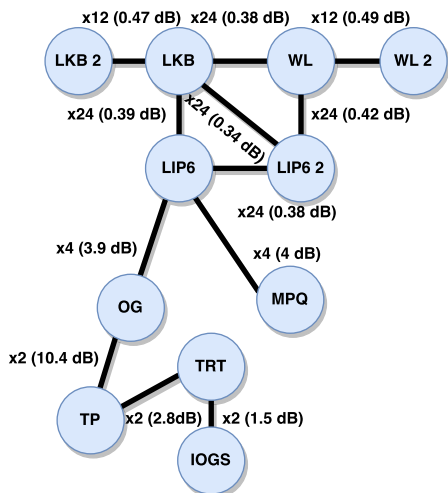 x12 (0.47 dB) x24 (0.38 dB) x12 (0.49 dB)
LKB 2 LKB WL WL 2
x24 (0.39 dB) x24 (0.34 dB) x24 (0.42 dB)
LIP6 LIP6 2
x24 (0.38 dB)
x4 (3.9 dB) x4 (4 dB)
OG MPQ
x2 (10.4 dB) TRT
TP x2 (2.8dB) x2 (1.5 dB)
IOGS